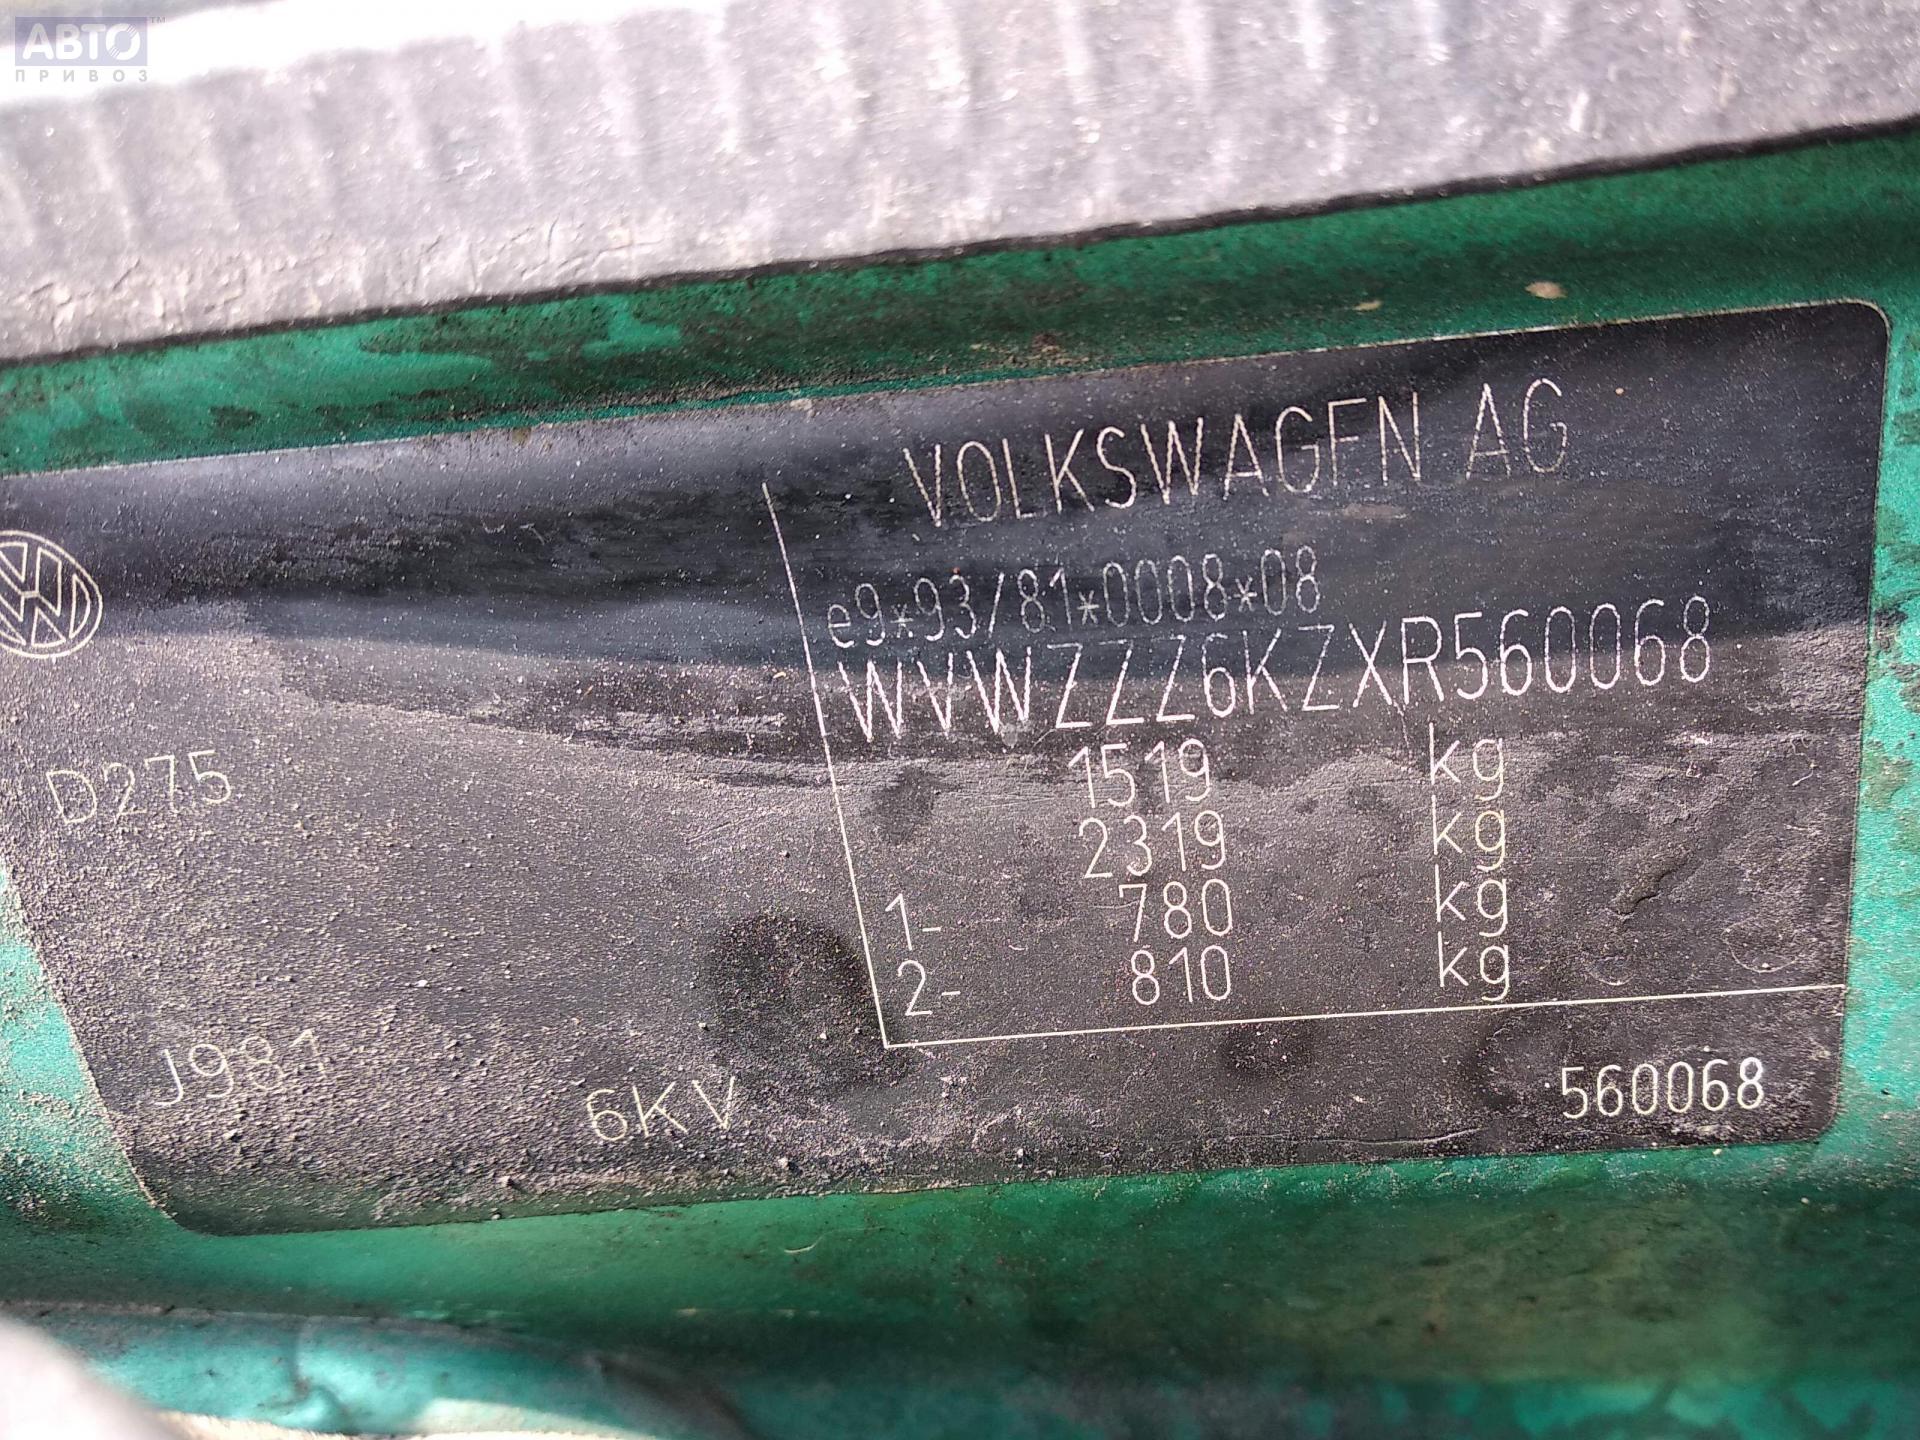 АВТО™
ПРИВОЗ
VOLKSWAGEN AG
e9*93/81*0008*08
WVWZZZ6KZXR560068
D275
1519 kg
2319 kg
1- 780 kg
2- 810 kg
J981
6KV
560068